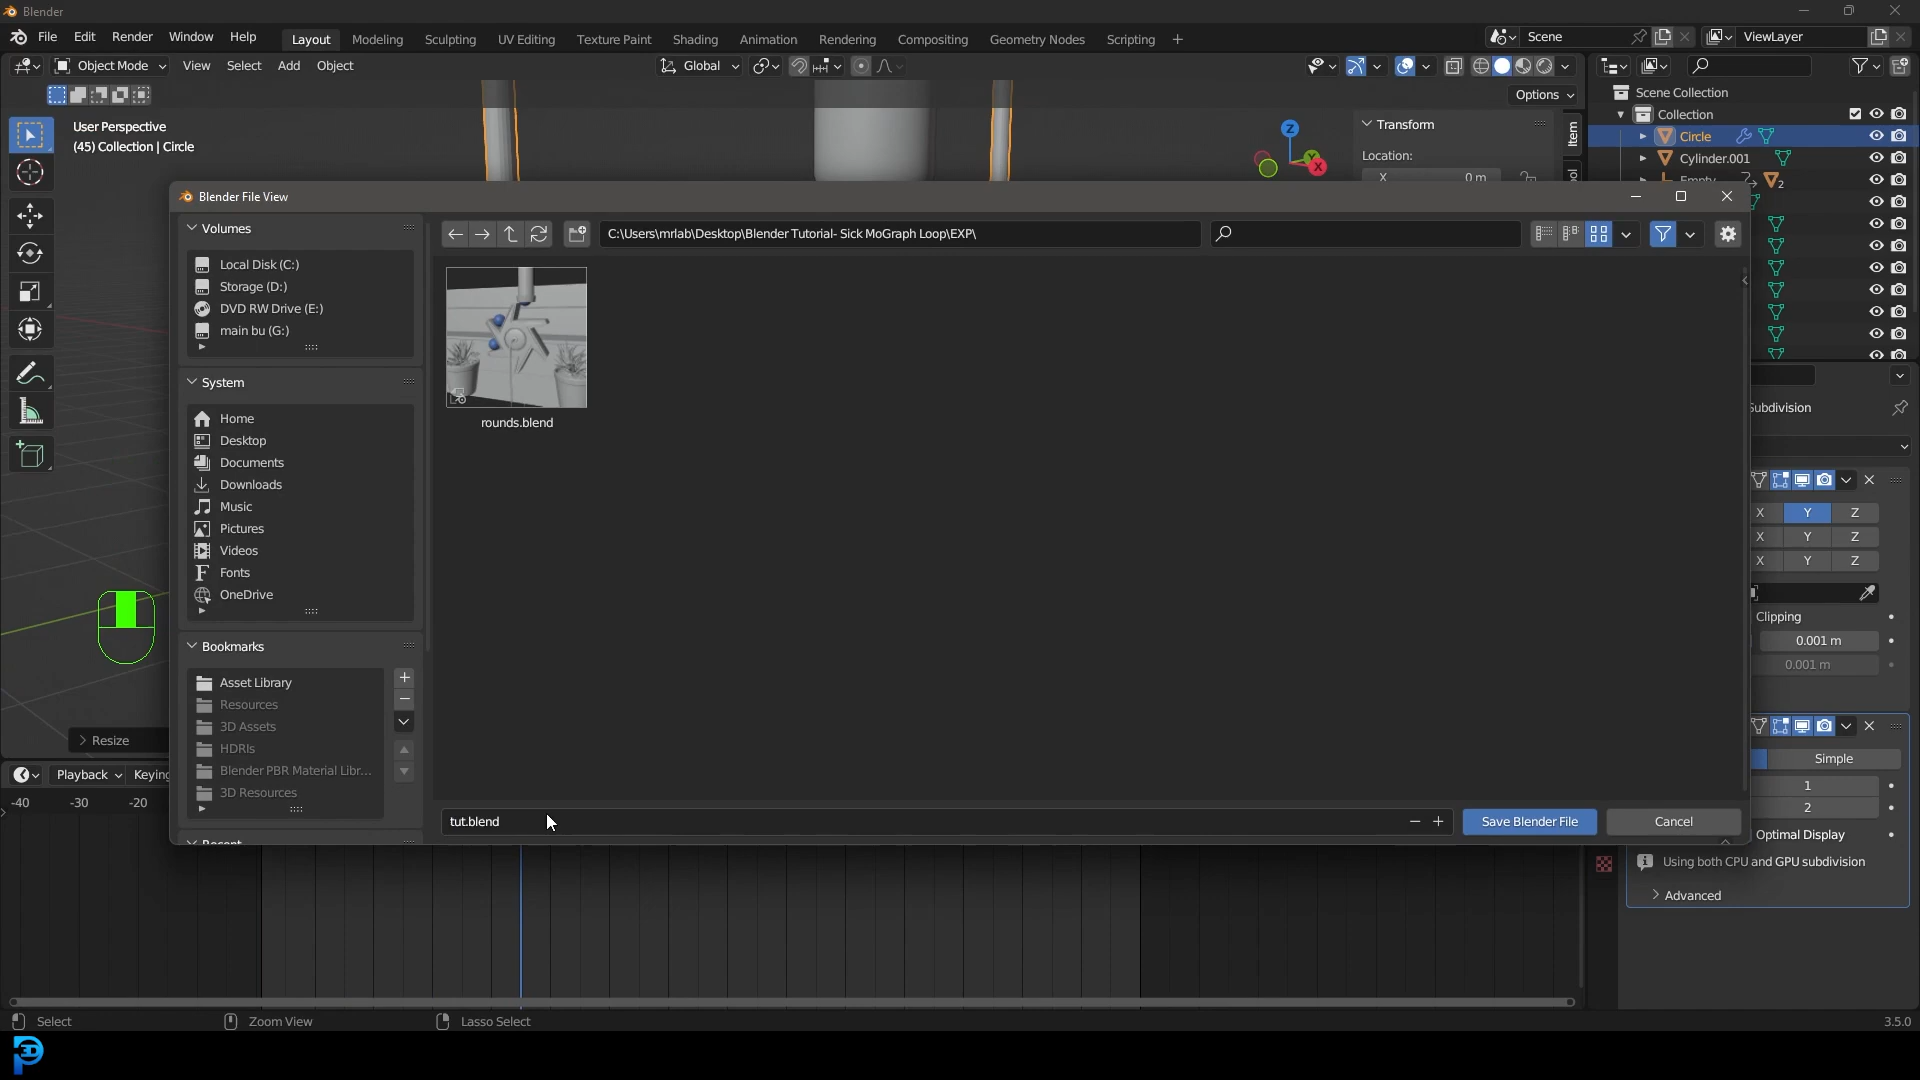 Blender
File Edit Render Window Help Layout Modeling Sculpting UV Editing Texture Paint Shading Animation Rendering Compositing Geometry Nodes Scripting + Scene ViewLayer
Object Mode View Select Add Object Global
Options
User Perspective
(45) Collection | Circle
Z
Y
X
Transform
Location:
X 0 m
Item
Scene Collection
Collection
Circle
Cylinder.001
2
Blender File View
Volumes
Local Disk (C:)
Storage (D:)
DVD RW Drive (E:)
main bu (G:)
System
Home
Desktop
Documents
Downloads
Music
Pictures
Videos
Fonts
OneDrive
Bookmarks
Asset Library
Resources
3D Assets
HDRIs
Blender PBR Material Libr...
3D Resources
C:\Users\mrlab\Desktop\Blender Tutorial- Sick MoGraph Loop\EXP\
rounds.blend
tut.blend
Save Blender File
Cancel
Subdivision
X Y Z
X Y Z
X Y Z
Clipping
0.001 m
0.001 m
Simple
1
2
Optimal Display
Using both CPU and GPU subdivision
Advanced
Resize
Playback Keying
-40 -30 -20
Select Zoom View Lasso Select 3.5.0
3D